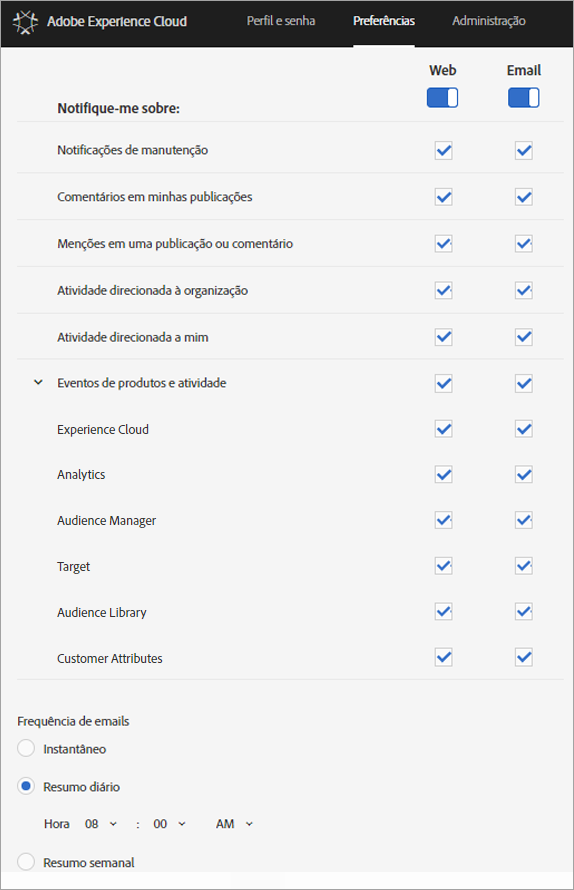 Adobe Experience Cloud Perfil e senha Preferências Administração
Web Email
Notifique-me sobre:
Notificações de manutenção
Comentários em minhas publicações
Menções em uma publicação ou comentário
Atividade direcionada à organização
Atividade direcionada a mim
Eventos de produtos e atividade
Experience Cloud
Analytics
Audience Manager
Target
Audience Library
Customer Attributes
Frequência de emails
Instantâneo
Resumo diário
Hora 08 : 00 AM
Resumo semanal